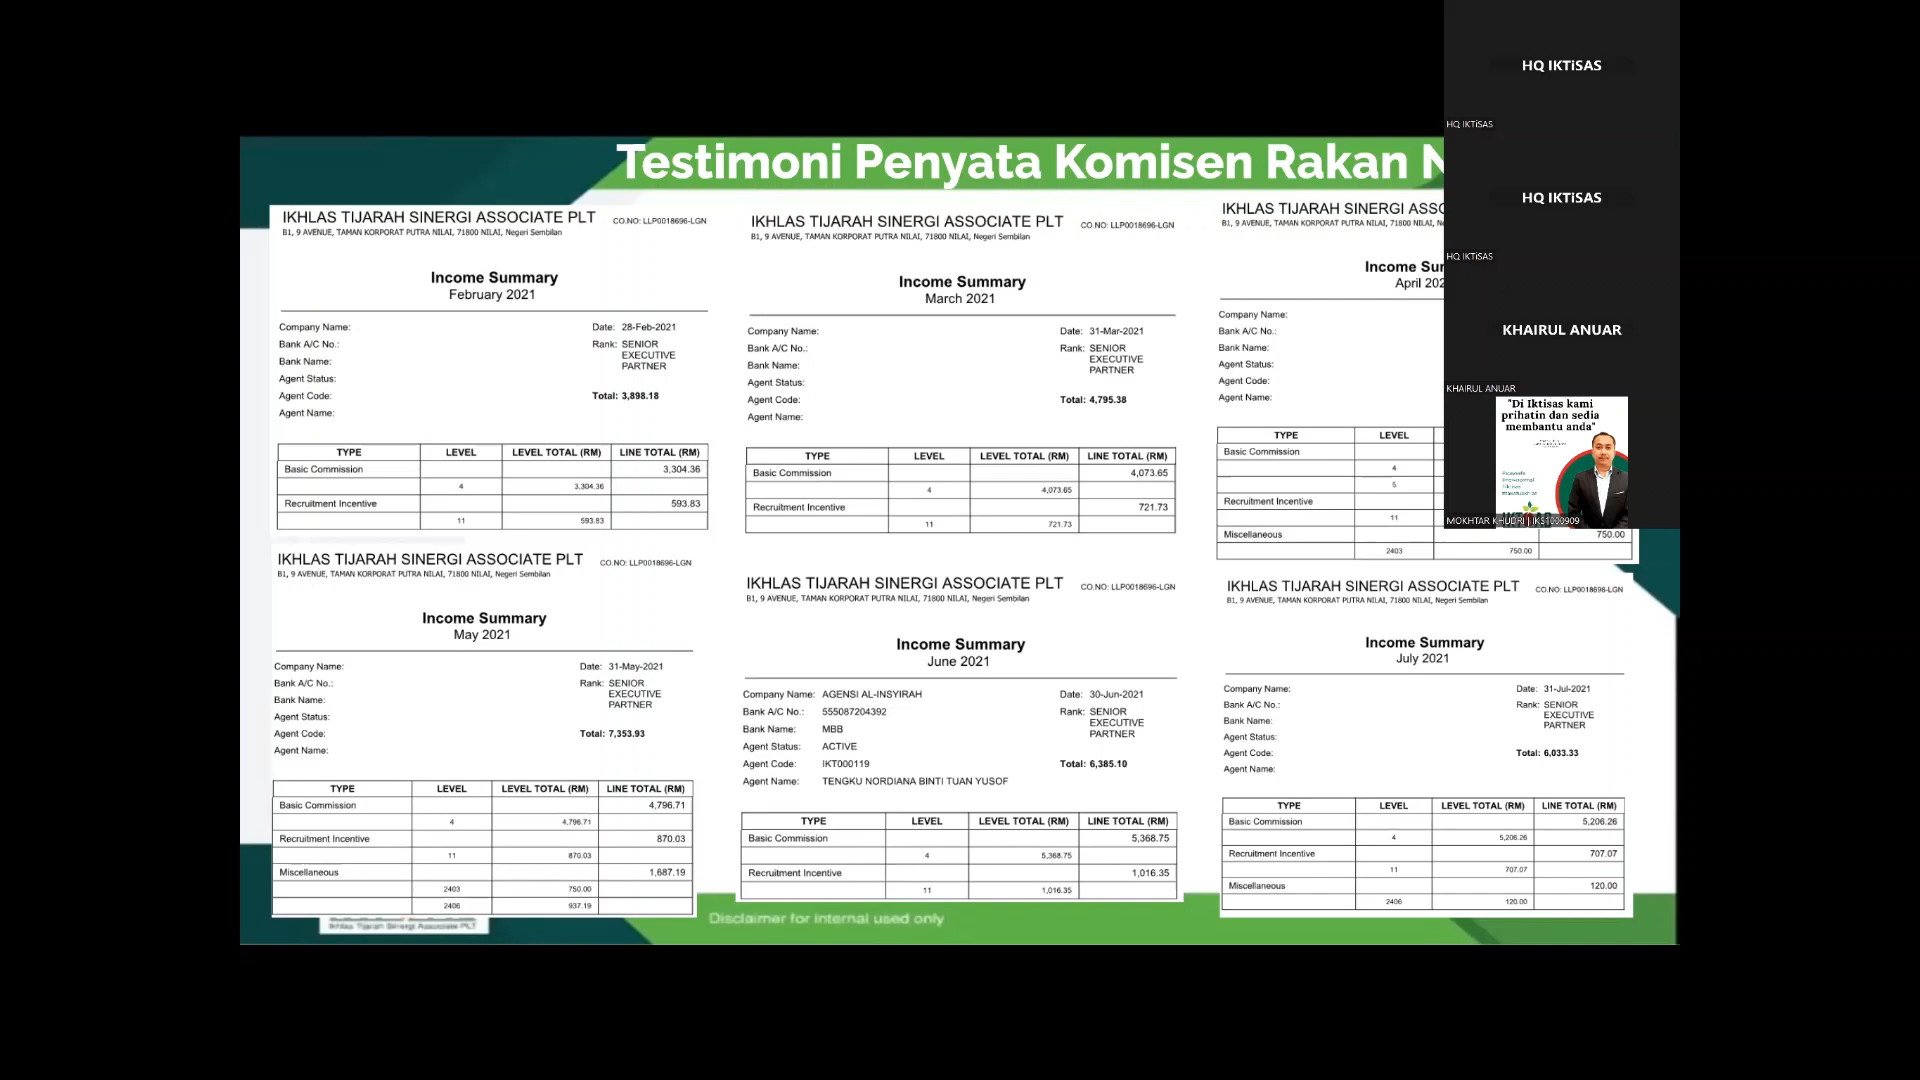 Testimoni Penyata Komisen Rakan N
IKHLAS TIJARAH SINERGI ASSOCIATE PLT CO.NO: LLP0018696-LGN
B1, 9 AVENUE, TAMAN KORPORAT PUTRA NILAI, 71800 NILAI, Negeri Sembilan
Income Summary
February 2021
Company Name: Date: 28-Feb-2021
Bank A/C No.: Rank: SENIOR
EXECUTIVE
Bank Name: PARTNER
Agent Status:
Agent Code: Total: 3,898.18
Agent Name:
TYPE LEVEL LEVEL TOTAL (RM) LINE TOTAL (RM)
Basic Commission 3,304.36
4 3,304.36
Recruitment Incentive 593.83
11 593.83
IKHLAS TIJARAH SINERGI ASSOCIATE PLT CO.NO: LLP0018696-LGN
B1, 9 AVENUE, TAMAN KORPORAT PUTRA NILAI, 71800 NILAI, Negeri Sembilan
Income Summary
March 2021
Company Name: Date: 31-Mar-2021
Bank A/C No.: Rank: SENIOR
EXECUTIVE
Bank Name: PARTNER
Agent Status:
Agent Code: Total: 4,795.38
Agent Name:
TYPE LEVEL LEVEL TOTAL (RM) LINE TOTAL (RM)
Basic Commission 4,073.65
4 4,073.65
Recruitment Incentive 721.73
11 721.73
IKHLAS TIJARAH SINERGI ASSO
B1, 9 AVENUE, TAMAN KORPORAT PUTRA NILAI, 71800 NILAI, N
Income Su
April 202
Company Name:
Bank A/C No.:
Bank Name:
Agent Status:
Agent Code:
Agent Name:
TYPE LEVEL
Basic Commission
4
5
Recruitment Incentive
11
Miscellaneous 750.00
2403 750.00
IKHLAS TIJARAH SINERGI ASSOCIATE PLT CO.NO: LLP0018696-LGN
B1, 9 AVENUE, TAMAN KORPORAT PUTRA NILAI, 71800 NILAI, Negeri Sembilan
Income Summary
May 2021
Company Name: Date: 31-May-2021
Bank A/C No.: Rank: SENIOR
EXECUTIVE
Bank Name: PARTNER
Agent Status:
Agent Code: Total: 7,353.93
Agent Name:
TYPE LEVEL LEVEL TOTAL (RM) LINE TOTAL (RM)
Basic Commission 4,796.71
4 4,796.71
Recruitment Incentive 870.03
11 870.03
Miscellaneous 1,687.19
2403 750.00
2406 937.19
IKHLAS TIJARAH SINERGI ASSOCIATE PLT CO.NO: LLP0018696-LGN
B1, 9 AVENUE, TAMAN KORPORAT PUTRA NILAI, 71800 NILAI, Negeri Sembilan
Income Summary
June 2021
Company Name: AGENSI AL-INSYIRAH Date: 30-Jun-2021
Bank A/C No.: 555087204392 Rank: SENIOR
EXECUTIVE
Bank Name: MBB PARTNER
Agent Status: ACTIVE
Agent Code: IKT000119 Total: 6,385.10
Agent Name: TENGKU NORDIANA BINTI TUAN YUSOF
TYPE LEVEL LEVEL TOTAL (RM) LINE TOTAL (RM)
Basic Commission 5,368.75
4 5,368.75
Recruitment Incentive 1,016.35
11 1,016.35
IKHLAS TIJARAH SINERGI ASSOCIATE PLT CO.NO: LLP0018696-LGN
B1, 9 AVENUE, TAMAN KORPORAT PUTRA NILAI, 71800 NILAI, Negeri Sembilan
Income Summary
July 2021
Company Name: Date: 31-Jul-2021
Bank A/C No.: Rank: SENIOR
EXECUTIVE
Bank Name: PARTNER
Agent Status:
Agent Code: Total: 6,033.33
Agent Name:
TYPE LEVEL LEVEL TOTAL (RM) LINE TOTAL (RM)
Basic Commission 5,206.26
4 5,206.26
Recruitment Incentive 707.07
11 707.07
Miscellaneous 120.00
2406 120.00
Ikhlas Tijarah Sinergi Associate PLT
Disclaimer for internal used only
HQ IKTiSAS
HQ IKTiSAS
HQ IKTiSAS
HQ IKTiSAS
KHAIRUL ANUAR
KHAIRUL ANUAR
"Di Iktisas kami
prihatin dan sedia
membantu anda"
MOKHTAR KHUDRI | IKS1000909